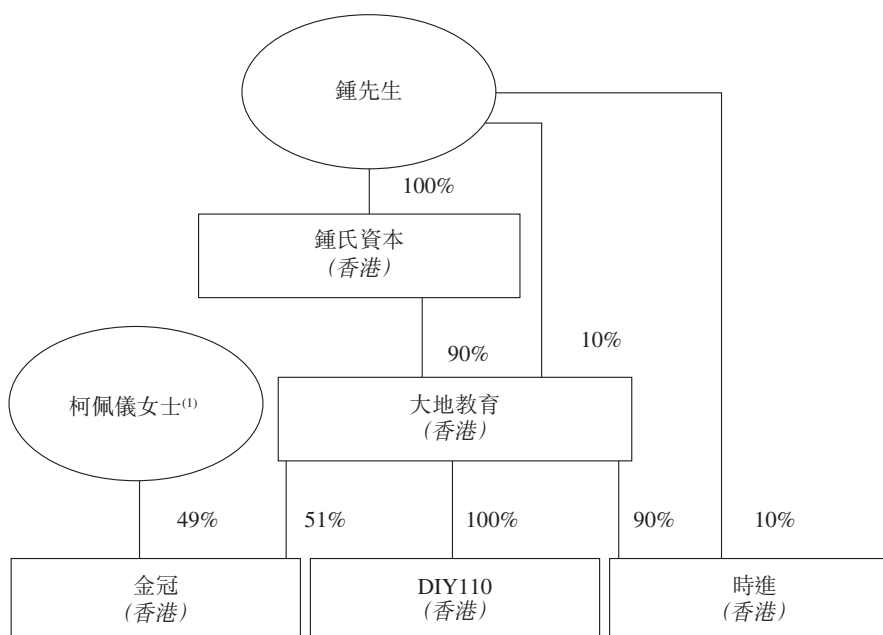 鍾先生
100%
鍾氏資本
（香港）
90%
10%
柯佩儀女士(1)
大地教育
（香港）
49%
51%
100%
90%
10%
金冠
（香港）
DIY110
（香港）
時進
（香港）